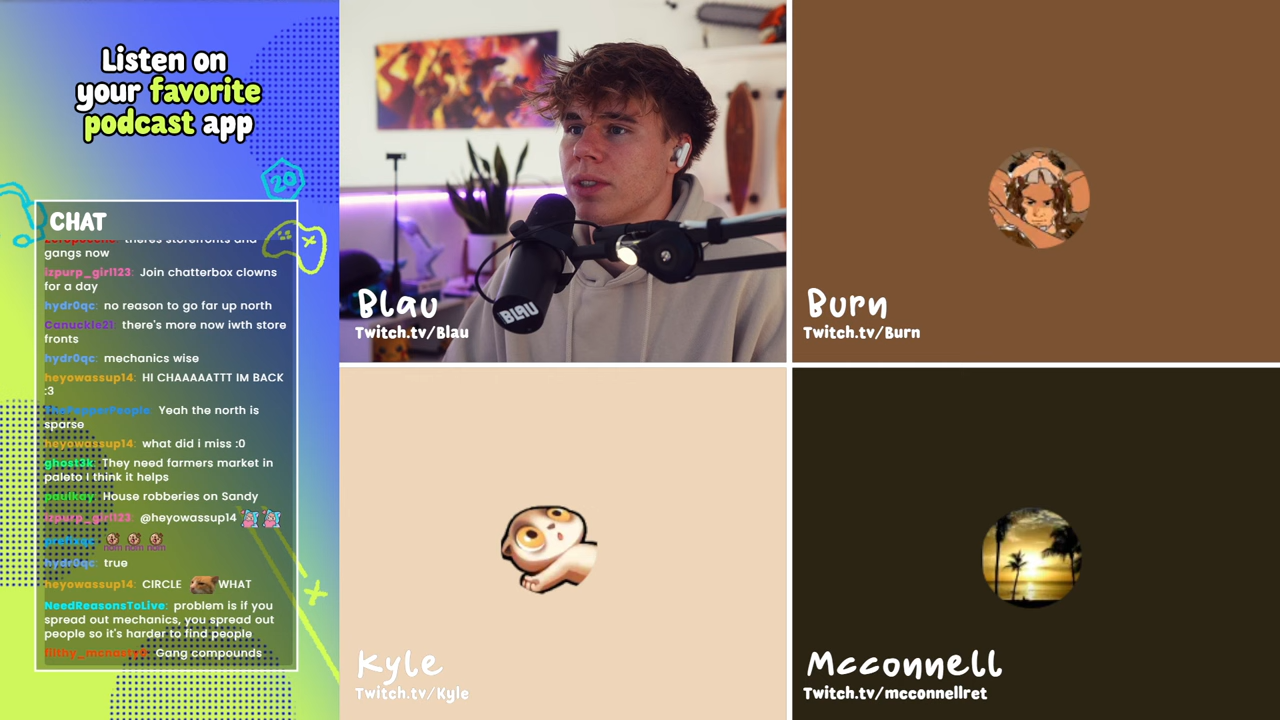 Listen on
your favorite
podcast app
20
CHAT
theres storefronts and
gangs now
izpurp_girl123: Join chatterbox clowns
for a day
hydr0qc: no reason to go far up north
Canuckle21: there's more now iwth store
fronts
hydr0qc: mechanics wise
heyowassup14: HI CHAAAAATTT IM BACK
:3
ThePepperPeople: Yeah the north is
sparse
heyowassup14: what did i miss :0
ghost3k: They need farmers market in
paleto I think it helps
paulkay: House robberies on Sandy
izpurp_girl123: @heyowassup14
nam nam nam
hydr0qc: true
heyowassup14: CIRCLE WHAT
NeedReasonsToLive: problem is if you
spread out mechanics, you spread out
people so it's harder to find people
Gang compounds
BLAU
Blau
Twitch.tv/Blau
Burn
Twitch.tv/Burn
Kyle
Twitch.tv/Kyle
Mcconnell
Twitch.tv/mcconnellret